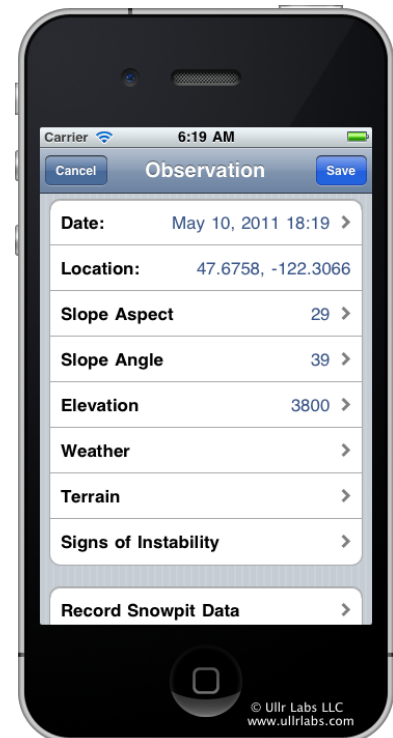 Carrier 6:19 AM
Cancel Observation Save
Date: May 10, 2011 18:19
Location: 47.6758, -122.3066
Slope Aspect 29
Slope Angle 39
Elevation 3800
Weather
Terrain
Signs of Instability
Record Snowpit Data
© Ullr Labs LLC
www.ullrlabs.com